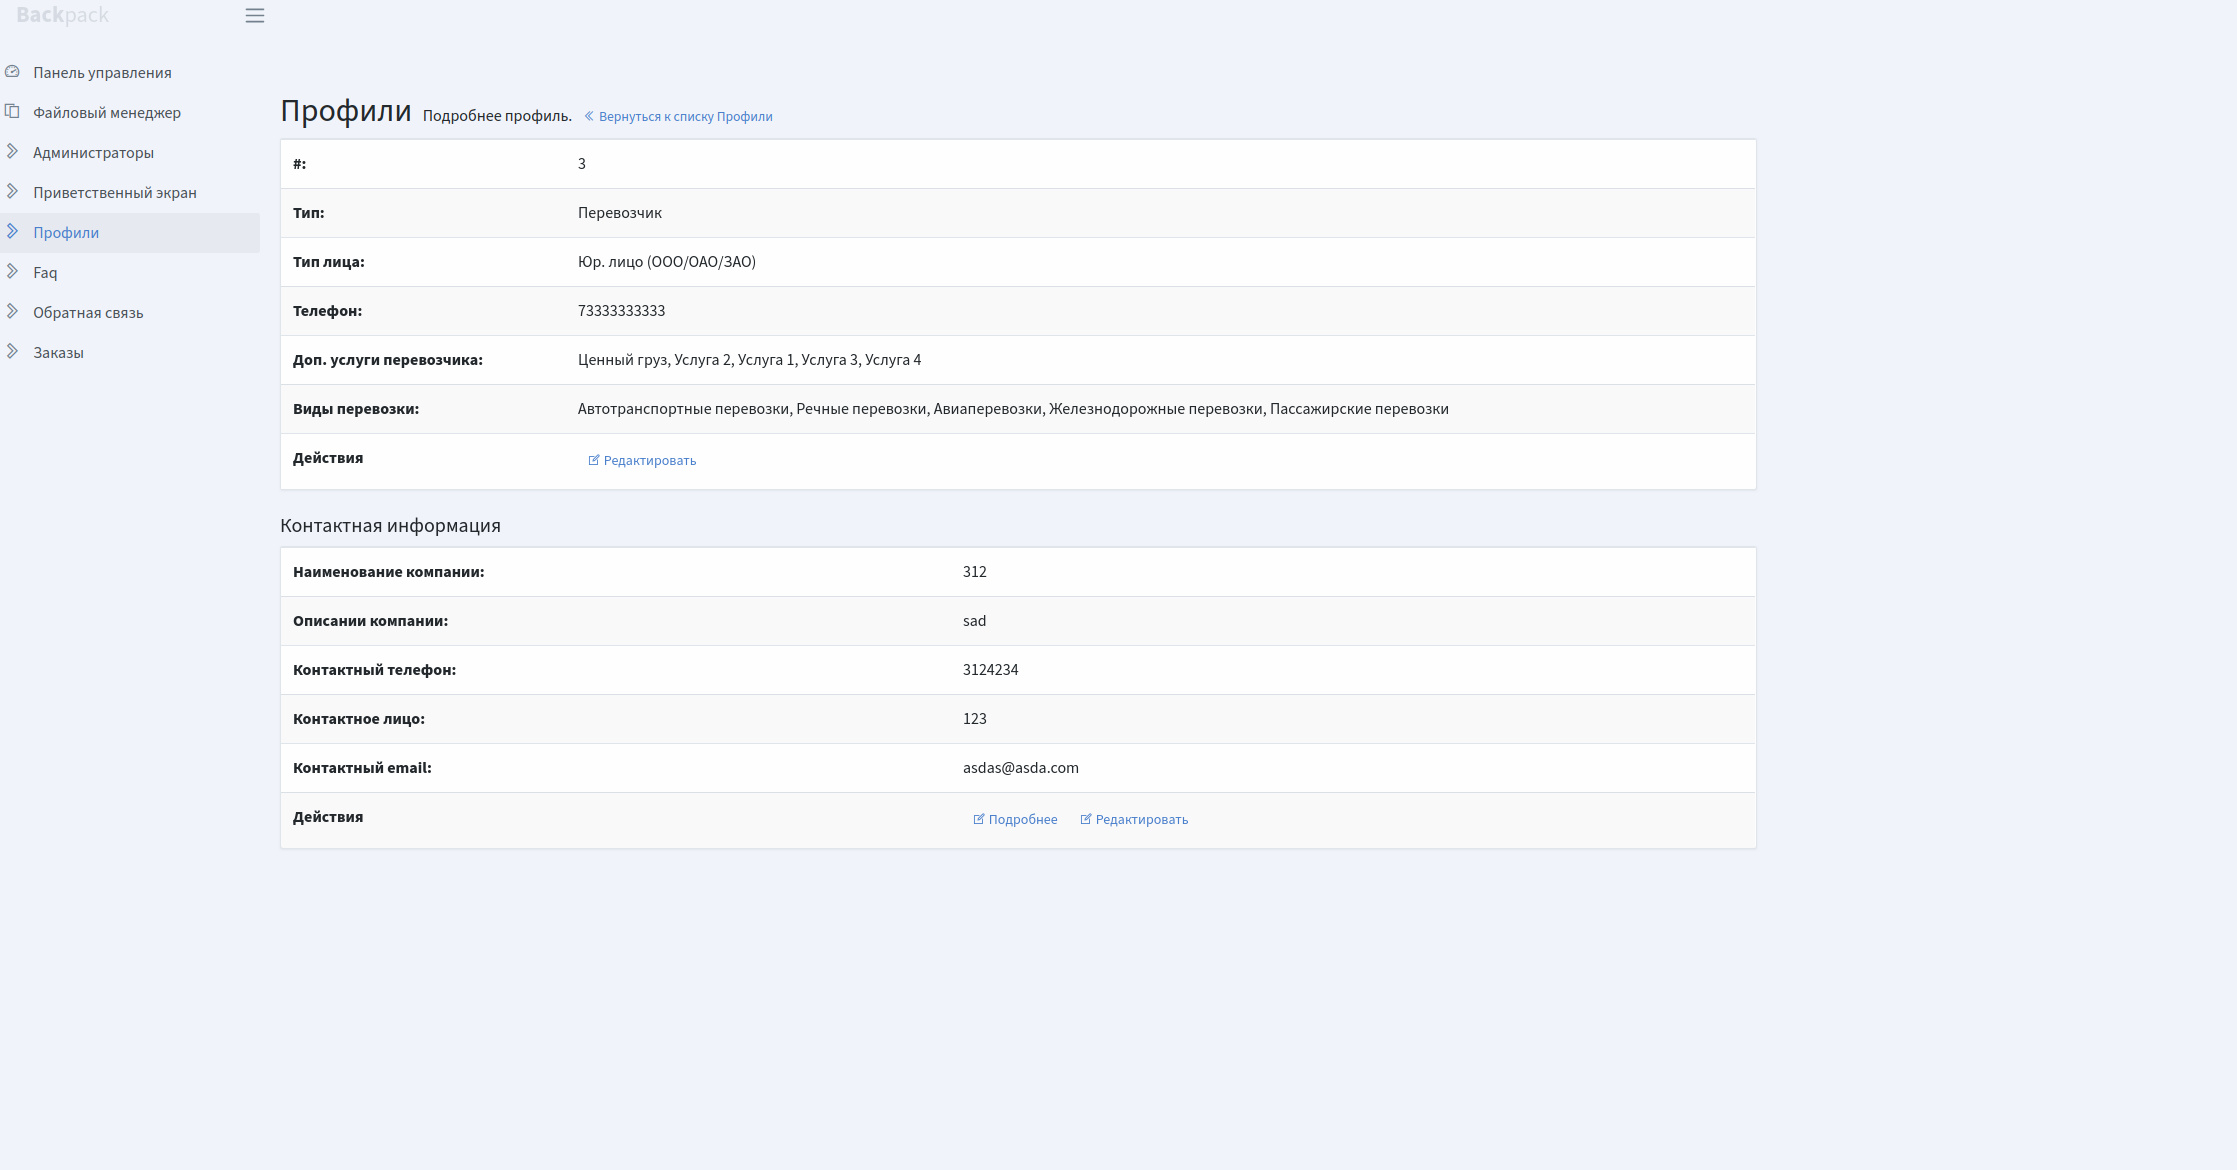 Backpack
Панель управления
Файловый менеджер
Администраторы
Приветственный экран
Профили
Faq
Обратная связь
Заказы
Профили Подробнее профиль. Вернуться к списку Профили
#: 3
Тип: Перевозчик
Тип лица: Юр. лицо (ООО/ОАО/ЗАО)
Телефон: 73333333333
Доп. услуги перевозчика: Ценный груз, Услуга 2, Услуга 1, Услуга 3, Услуга 4
Виды перевозки: Автотранспортные перевозки, Речные перевозки, Авиаперевозки, Железнодорожные перевозки, Пассажирские перевозки
Действия Редактировать
Контактная информация
Наименование компании: 312
Описании компании: sad
Контактный телефон: 3124234
Контактное лицо: 123
Контактный email: asdas@asda.com
Действия Подробнее Редактировать